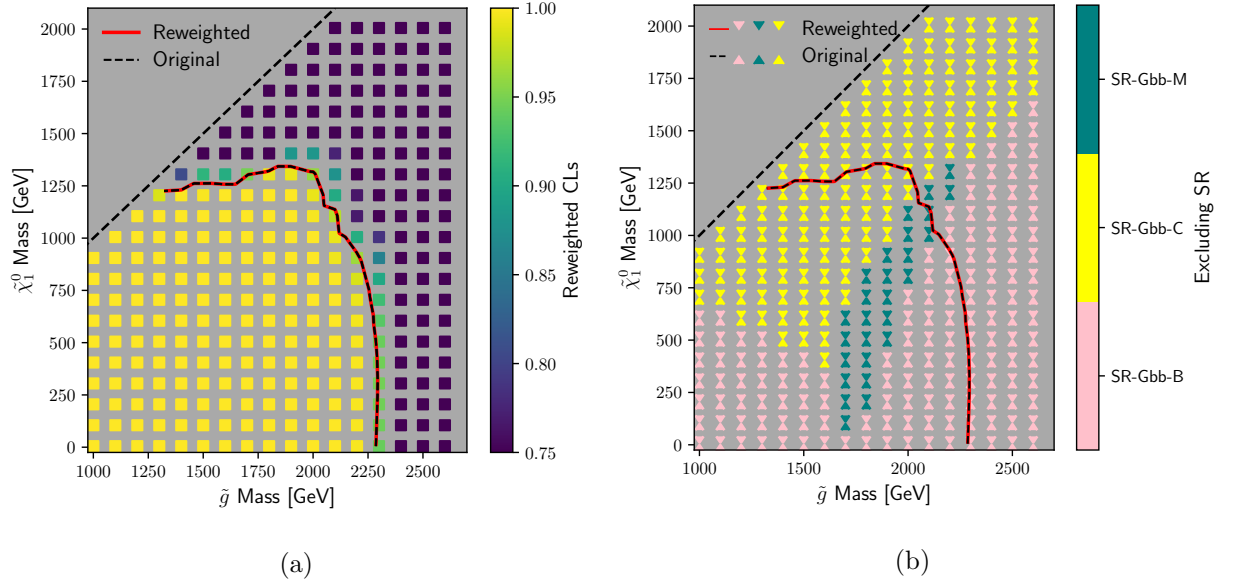 Reweighted
Original
2000
1750
1500
1250
1000
750
500
250
0
1000 1250 1500 1750 2000 2250 2500
g̃ Mass [GeV]
χ̃⁰₁ Mass [GeV]
1.00
0.95
0.90
0.85
0.80
0.75
Reweighted CLs
(a)
Reweighted
Original
2000
1750
1500
1250
1000
750
500
250
0
1000 1500 2000 2500
g̃ Mass [GeV]
χ̃⁰₁ Mass [GeV]
SR-Gbb-M
SR-Gbb-C
SR-Gbb-B
Excluding SR
(b)